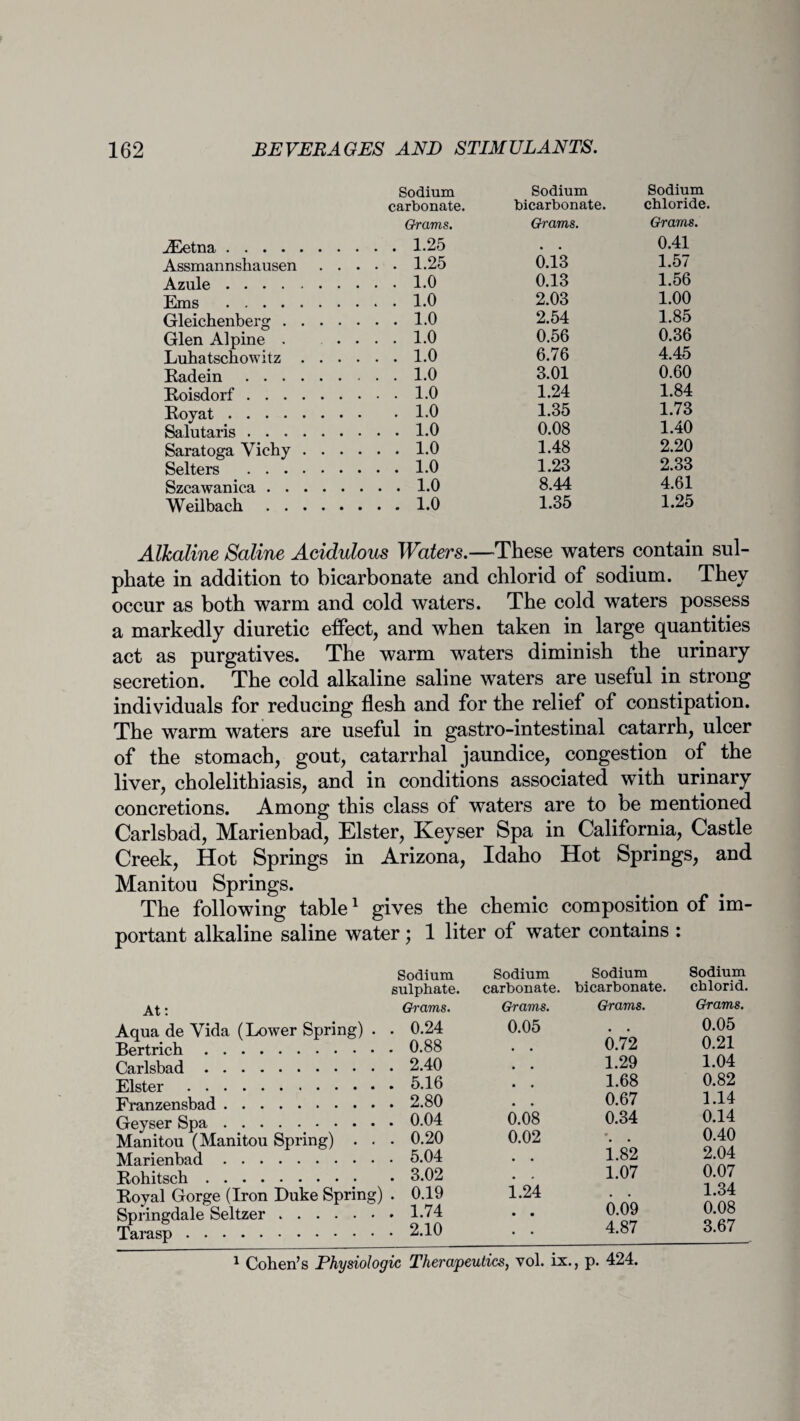 162 BEVERAGES AND STIMULANTS.
Sodium Sodium Sodium
carbonate. bicarbonate. chloride.
Grams. Grams. Grams.
Ætna . . . . . . . . . . 1.25 . . 0.41
Assmannshausen . . . . . 1.25 0.13 1.57
Azule . . . . . . . . . . 1.0 0.13 1.56
Ems . . . . . . . . . . 1.0 2.03 1.00
Gleichenberg . . . . . . . 1.0 2.54 1.85
Glen Alpine . . . . . 1.0 0.56 0.36
Luhatschowitz . . . . . . 1.0 6.76 4.45
Radein . . . . . . . . 1.0 3.01 0.60
Roisdorf . . . . . . . . . 1.0 1.24 1.84
Royat . . . . . . . . . 1.0 1.35 1.73
Salutaris . . . . . . . . . 1.0 0.08 1.40
Saratoga Vichy . . . . . . 1.0 1.48 2.20
Selters . . . . . . . . . 1.0 1.23 2.33
Szcawanica . . . . . . . . 1.0 8.44 4.61
Weilbach . . . . . . . . 1.0 1.35 1.25
Alkaline Saline Acidulous Waters.—These waters contain sul-
phate in addition to bicarbonate and chlorid of sodium. They
occur as both warm and cold waters. The cold waters possess
a markedly diuretic effect, and when taken in large quantities
act as purgatives. The warm waters diminish the urinary
secretion. The cold alkaline saline waters are useful in strong
individuals for reducing flesh and for the relief of constipation.
The warm waters are useful in gastro-intestinal catarrh, ulcer
of the stomach, gout, catarrhal jaundice, congestion of the
liver, cholelithiasis, and in conditions associated with urinary
concretions. Among this class of waters are to be mentioned
Carlsbad, Marienbad, Elster, Keyser Spa in California, Castle
Creek, Hot Springs in Arizona, Idaho Hot Springs, and
Manitou Springs.
The following table¹ gives the chemic composition of im-
portant alkaline saline water; 1 liter of water contains :
Sodium Sodium Sodium Sodium
sulphate. carbonate. bicarbonate. chlorid.
At: Grams. Grams. Grams. Grams.
Aqua de Vida (Lower Spring) . . 0.24 0.05 . . 0.05
Bertrich . . . . . . . . . . . 0.88 . . 0.72 0.21
Carlsbad . . . . . . . . . . . 2.40 . . 1.29 1.04
Elster . . . . . . . . . . . . 5.16 . . 1.68 0.82
Franzensbad . . . . . . . . . . 2.80 . . 0.67 1.14
Geyser Spa . . . . . . . . . . 0.04 0.08 0.34 0.14
Manitou (Manitou Spring) . . . 0.20 0.02 . . 0.40
Marienbad . . . . . . . . . . 5.04 . . 1.82 2.04
Rohitsch . . . . . . . . . . 3.02 . . 1.07 0.07
Royal Gorge (Iron Duke Spring) . 0.19 1.24 . . 1.34
Springdale Seltzer . . . . . . . 1.74 . . 0.09 0.08
Tarasp . . . . . . . . . . . . 2.10 . . 4.87 3.67
¹ Cohen's Physiologic Therapeutics, vol. ix., p. 424.